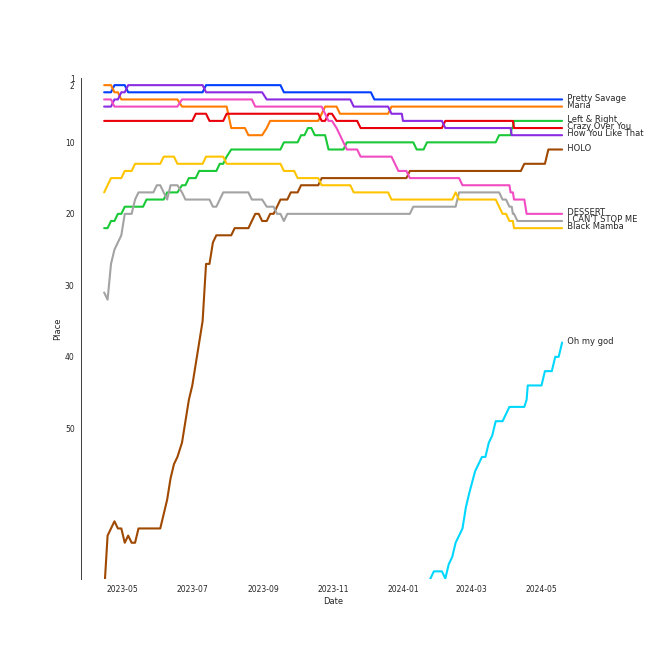 1
2
10
20
30
40
50
Place
2023-05
2023-07
2023-09
2023-11
2024-01
2024-03
2024-05
Date
Pretty Savage
Maria
Left & Right
Crazy Over You
How You Like That
HOLO
DESSERT
I CAN'T STOP ME
Black Mamba
Oh my god